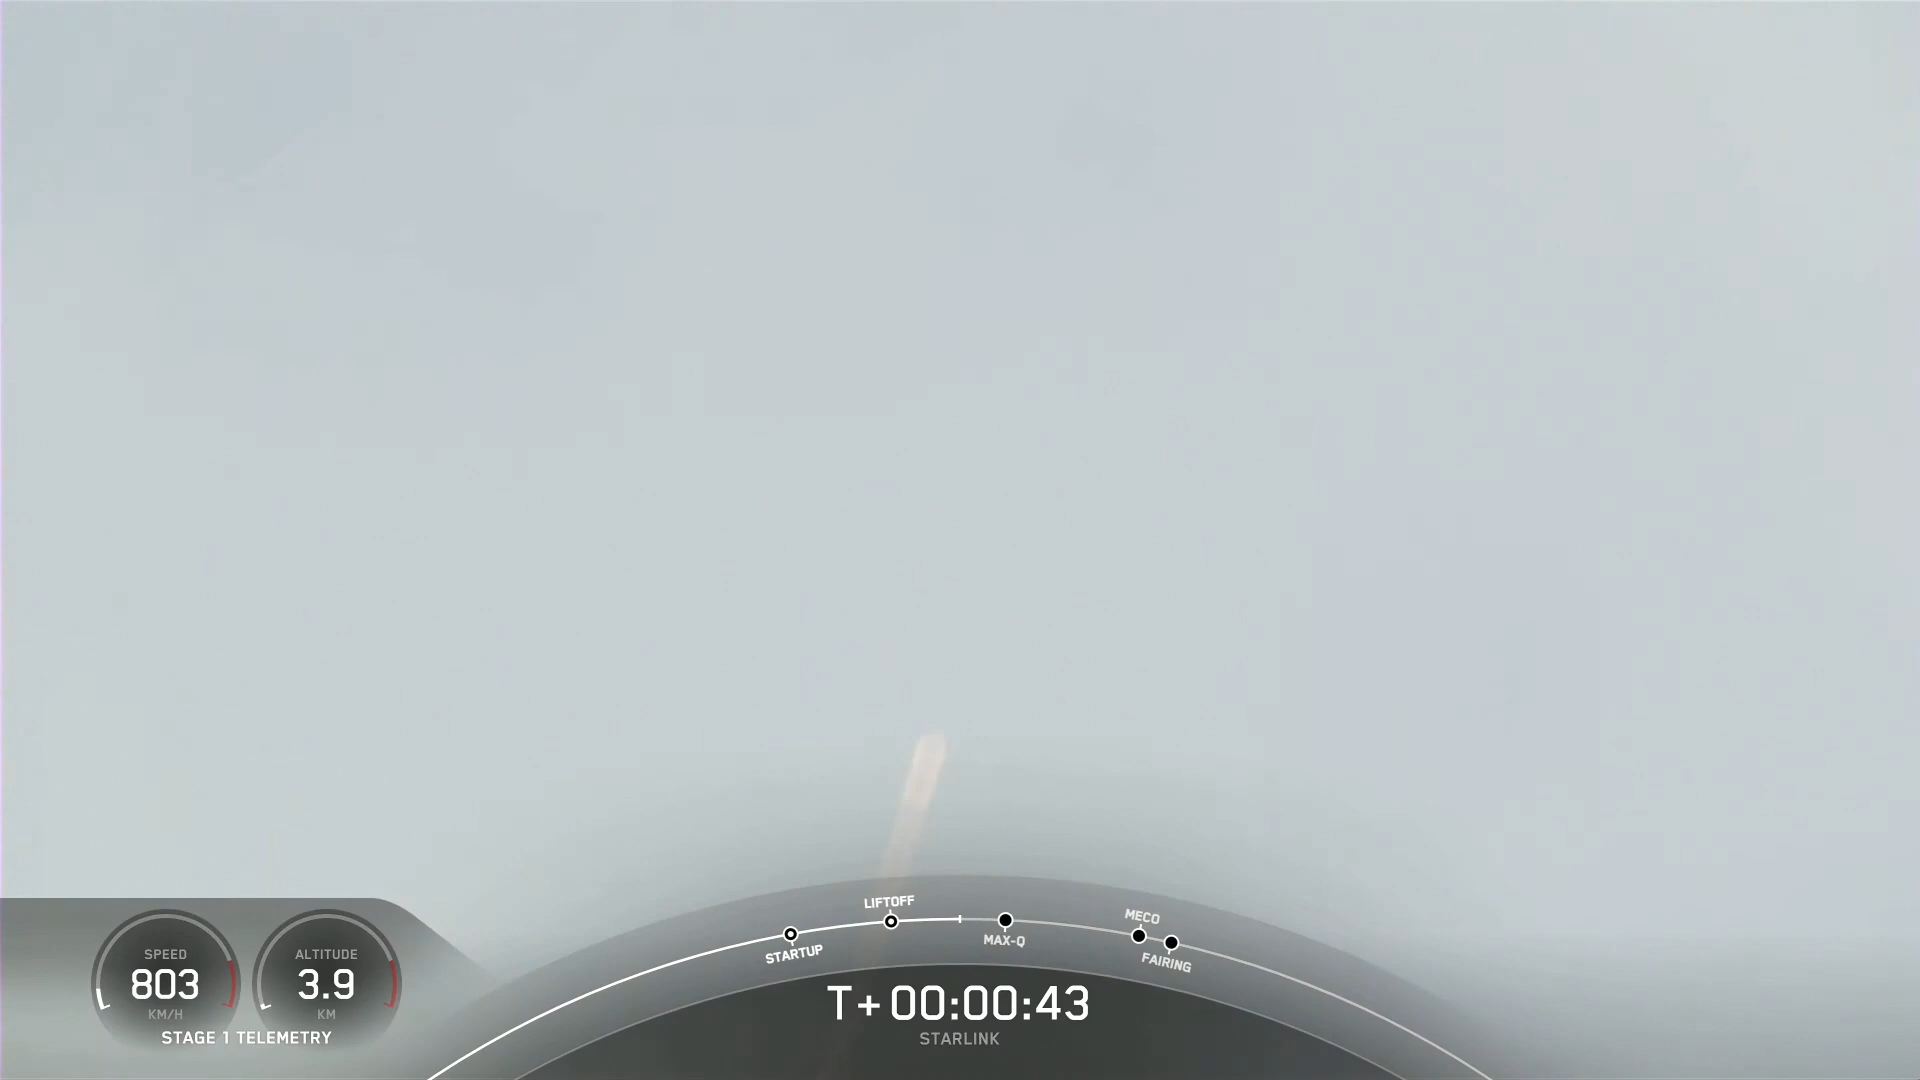 LIFTOFF
STARTUP
MAX-Q
MECO
FAIRING
SPEED
803
KM/H
ALTITUDE
3.9
KM
STAGE 1 TELEMETRY
T+00:00:43
STARLINK